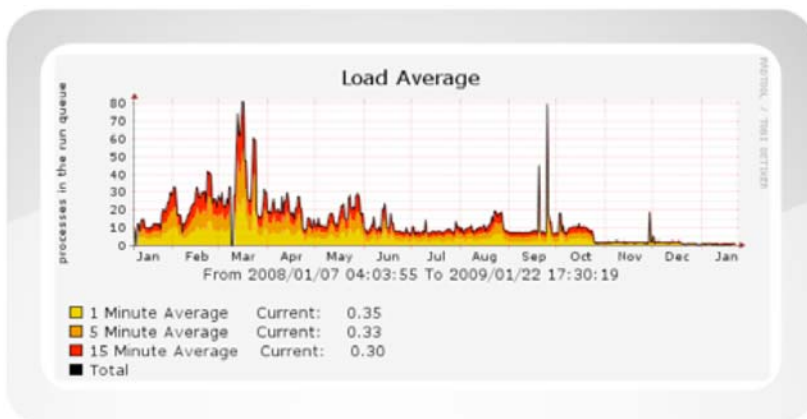 Load Average
processes in the run queue
80
70
60
50
40
30
20
10
0
Jan Feb Mar Apr May Jun Jul Aug Sep Oct Nov Dec Jan
From 2008/01/07 04:03:55 To 2009/01/22 17:30:19
1 Minute Average Current: 0.35
5 Minute Average Current: 0.33
15 Minute Average Current: 0.30
Total
RRDTOOL / TOBI OETIKER